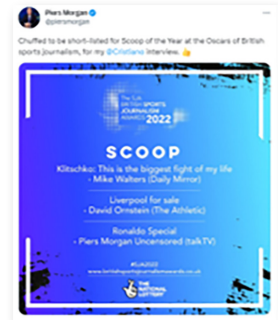 Piers Morgan
@piersmorgan
Chuffed to be short-listed for Scoop of the Year at the Oscars of British
sports journalism, for my @Cristiano interview. 👍
The SJA
BRITISH SPORTS
JOURNALISM
AWARDS 2022
SCOOP
Klitschko: This is the biggest fight of my life
- Mike Walters (Daily Mirror)
Liverpool for sale
- David Ornstein (The Athletic)
Ronaldo Special
- Piers Morgan Uncensored (talkTV)
#SJA2022
www.britishsportsjournalismawards.co.uk
THE
NATIONAL
LOTTERY